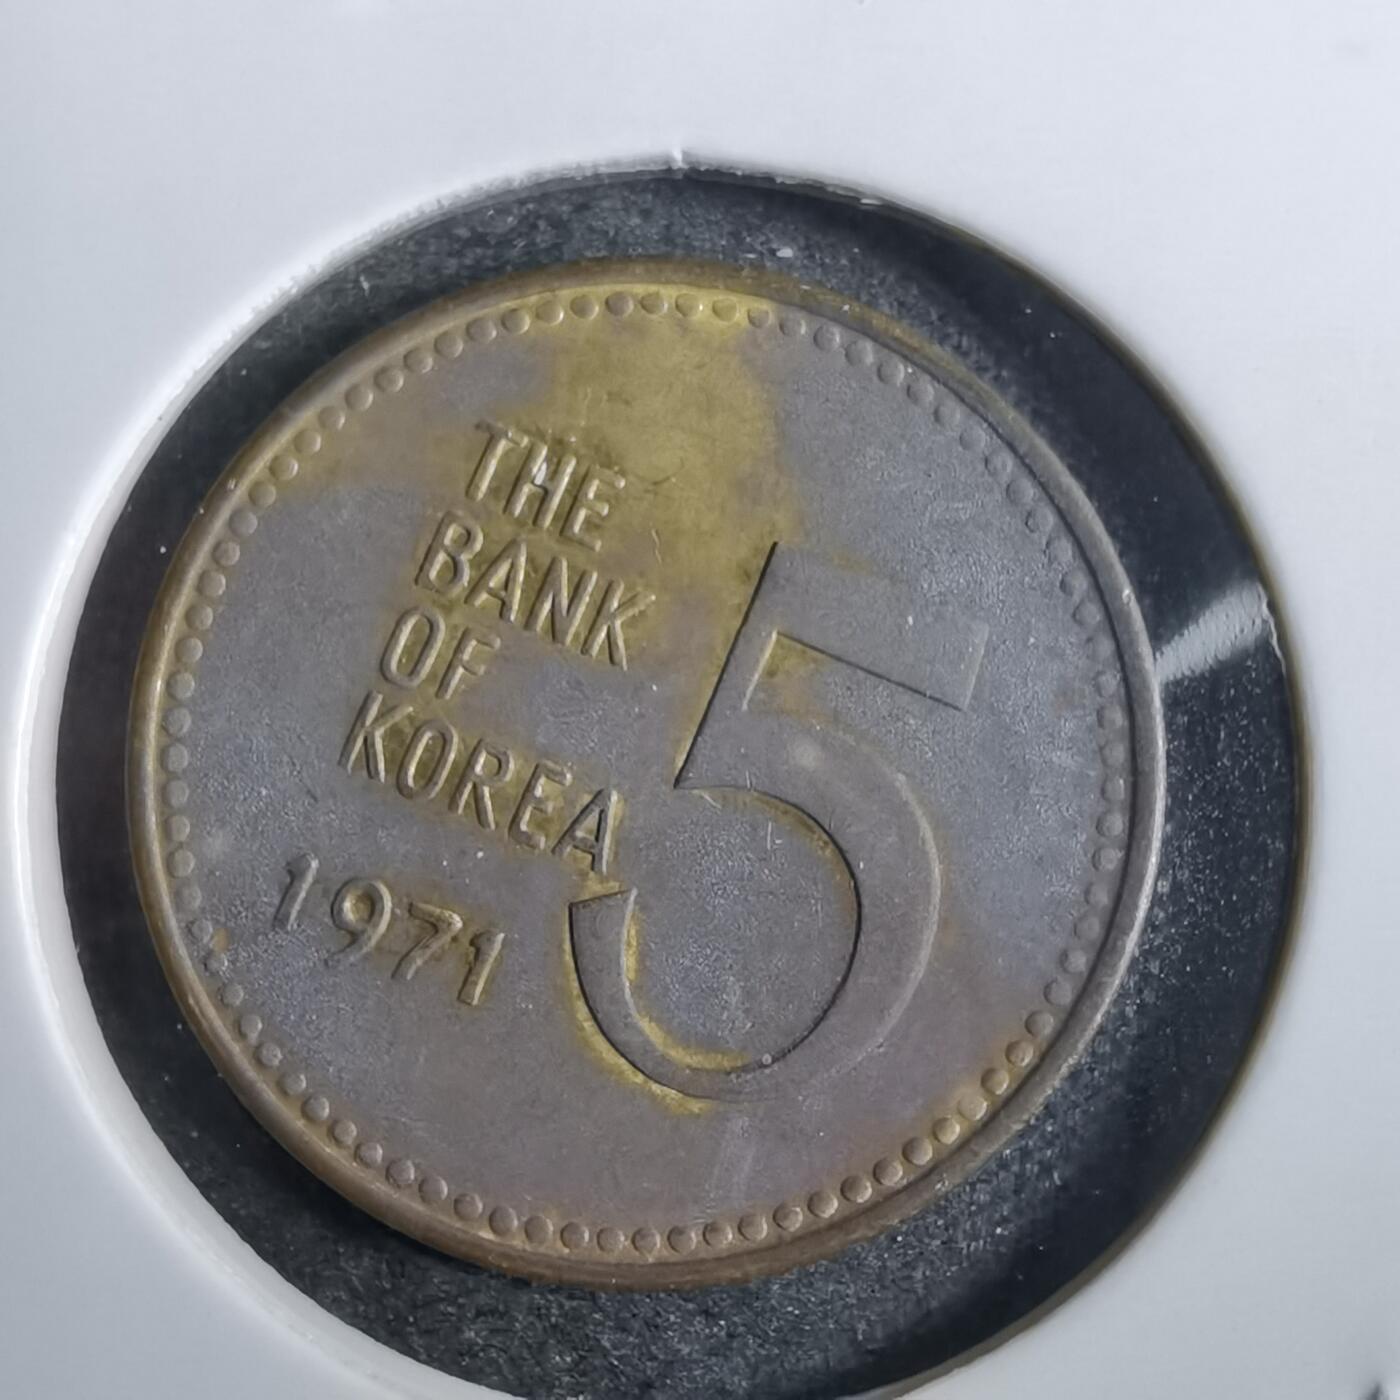 THE
BANK
OF
KOREA
1971
5